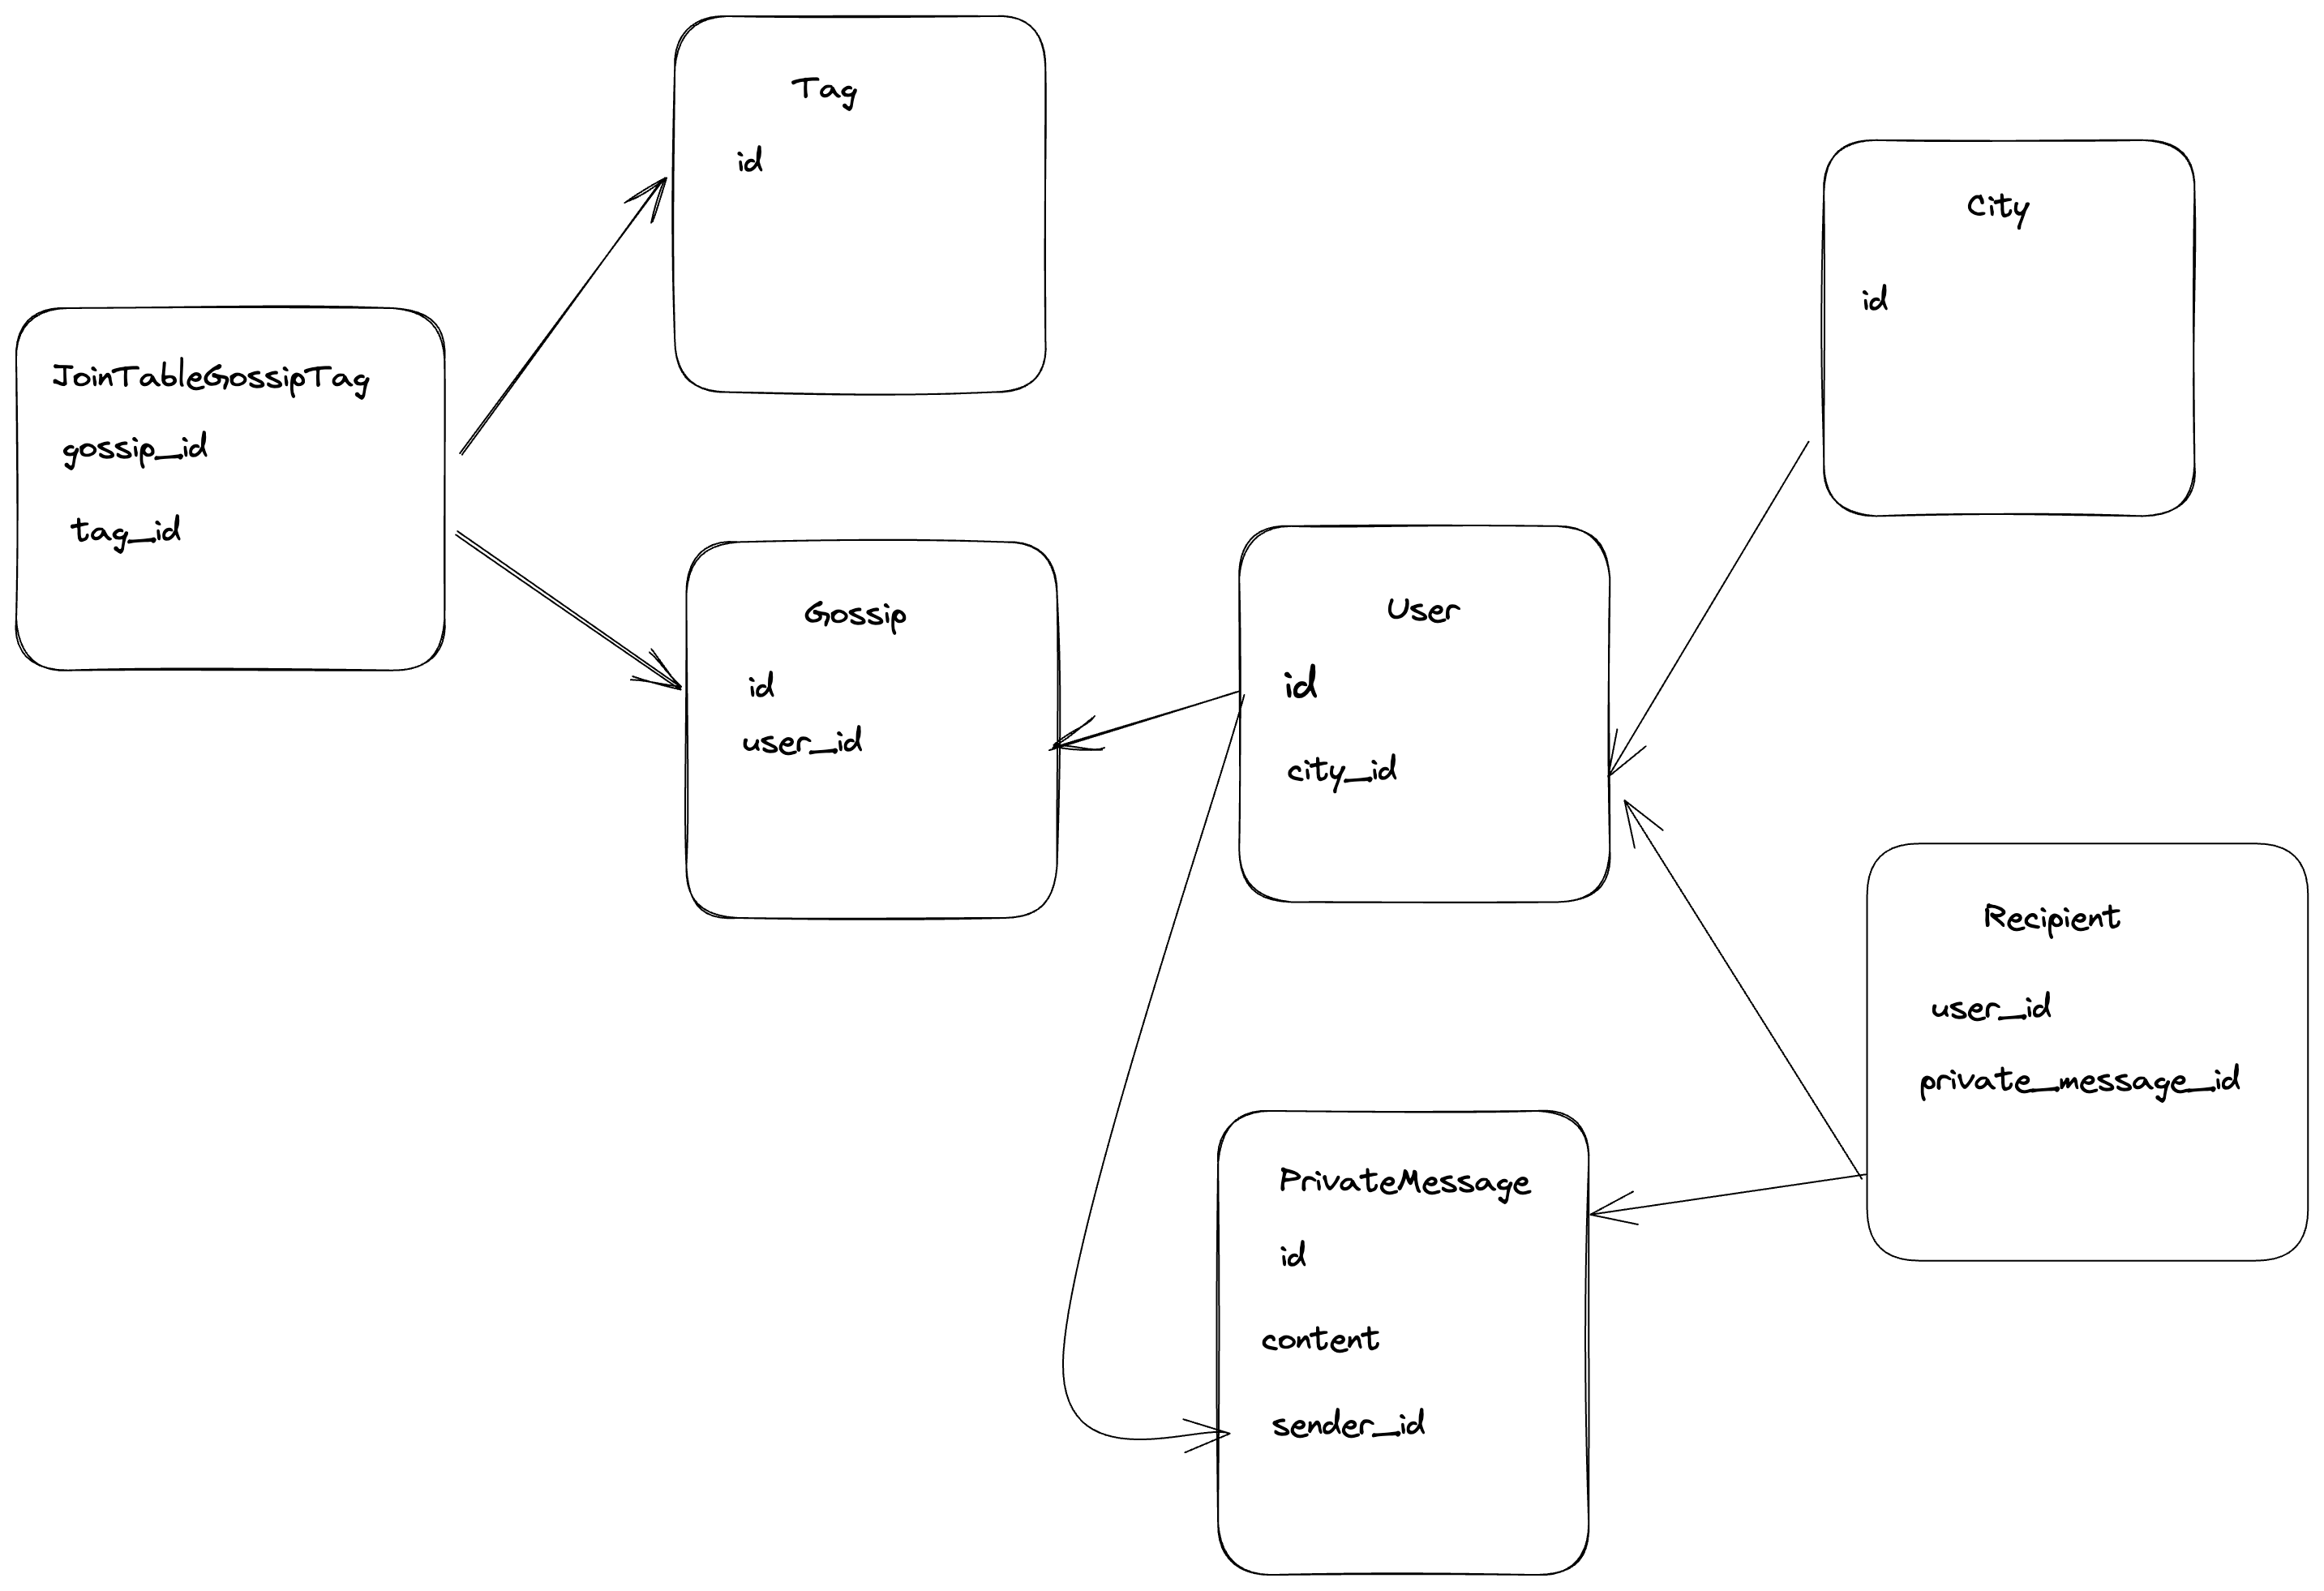 Tag
id
City
id
JoinTableGossipTag
gossip_id
tag_id
Gossip
id
user_id
User
id
city_id
Recipient
user_id
private_message_id
PrivateMessage
id
content
sender_id